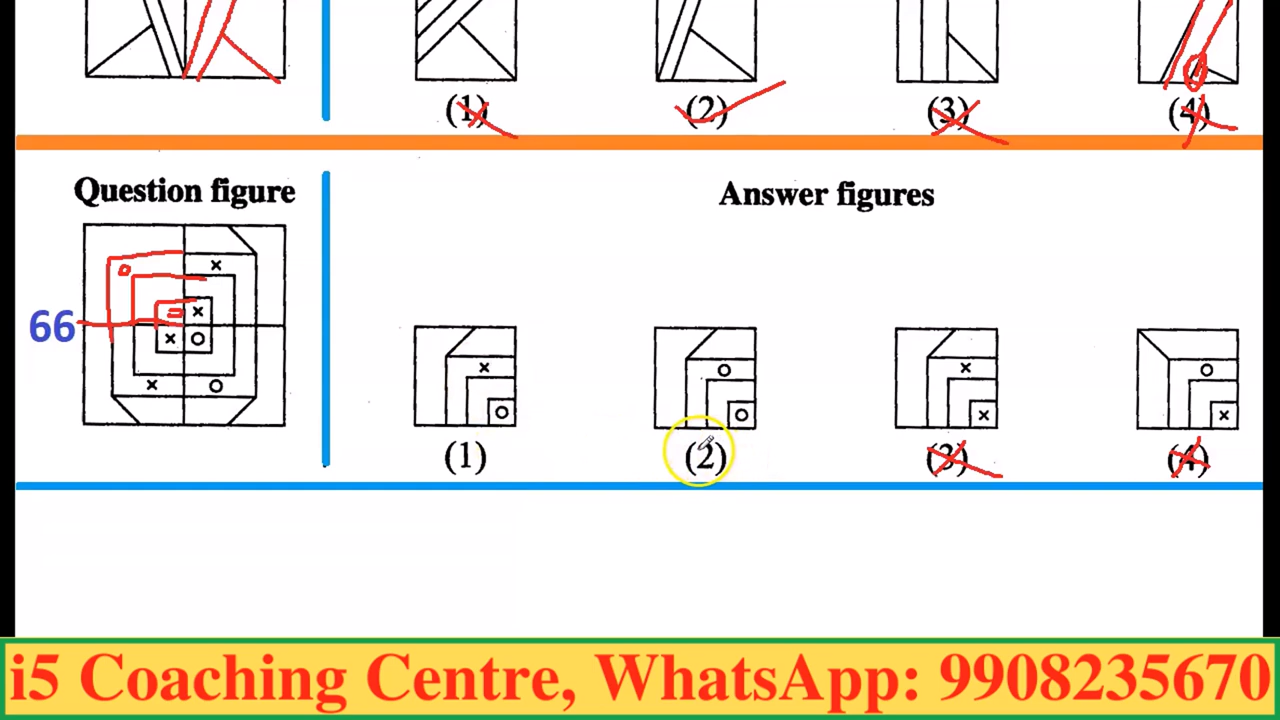 (1) (2) (3) (4)
Question figure
Answer figures
66
(1) (2) (3) (4)
i5 Coaching Centre, WhatsApp: 9908235670